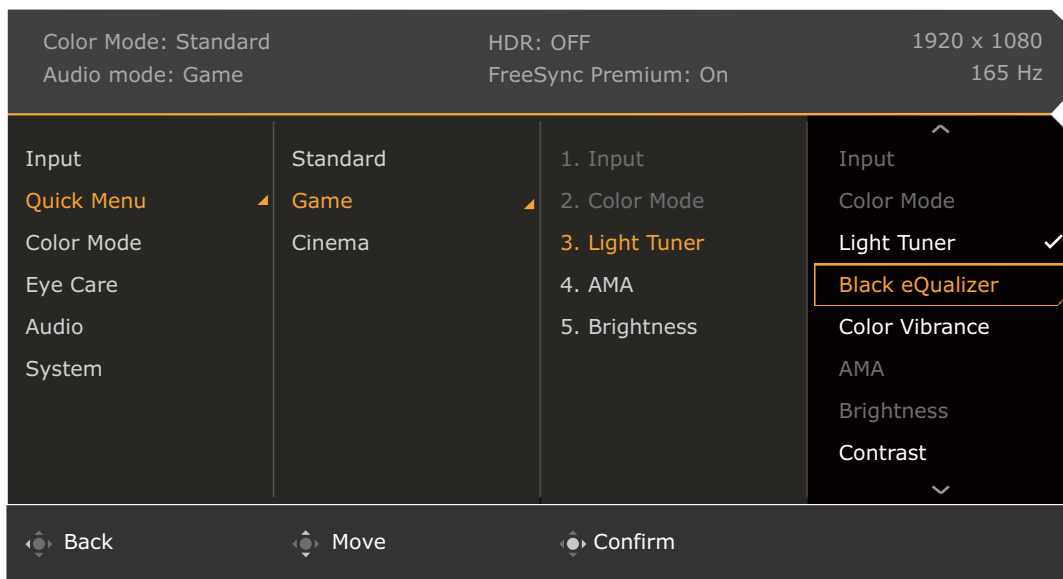 Color Mode: Standard
HDR: OFF
1920 x 1080
Audio mode: Game
FreeSync Premium: On
165 Hz
Input
Quick Menu
Color Mode
Eye Care
Audio
System
Standard
Game
Cinema
1. Input
2. Color Mode
3. Light Tuner
4. AMA
5. Brightness
Input
Color Mode
Light Tuner
Black eQualizer
Color Vibrance
AMA
Brightness
Contrast
Back
Move
Confirm